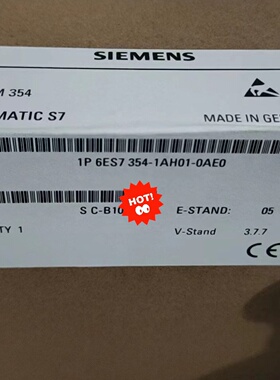 SIEMENS
M 354
MATIC S7
MADE IN GE
1P 6ES7 354-1AH01-0AE0
S C-B10
E-STAND: 05
TY 1
V-Stand 3.7.7
HOT!